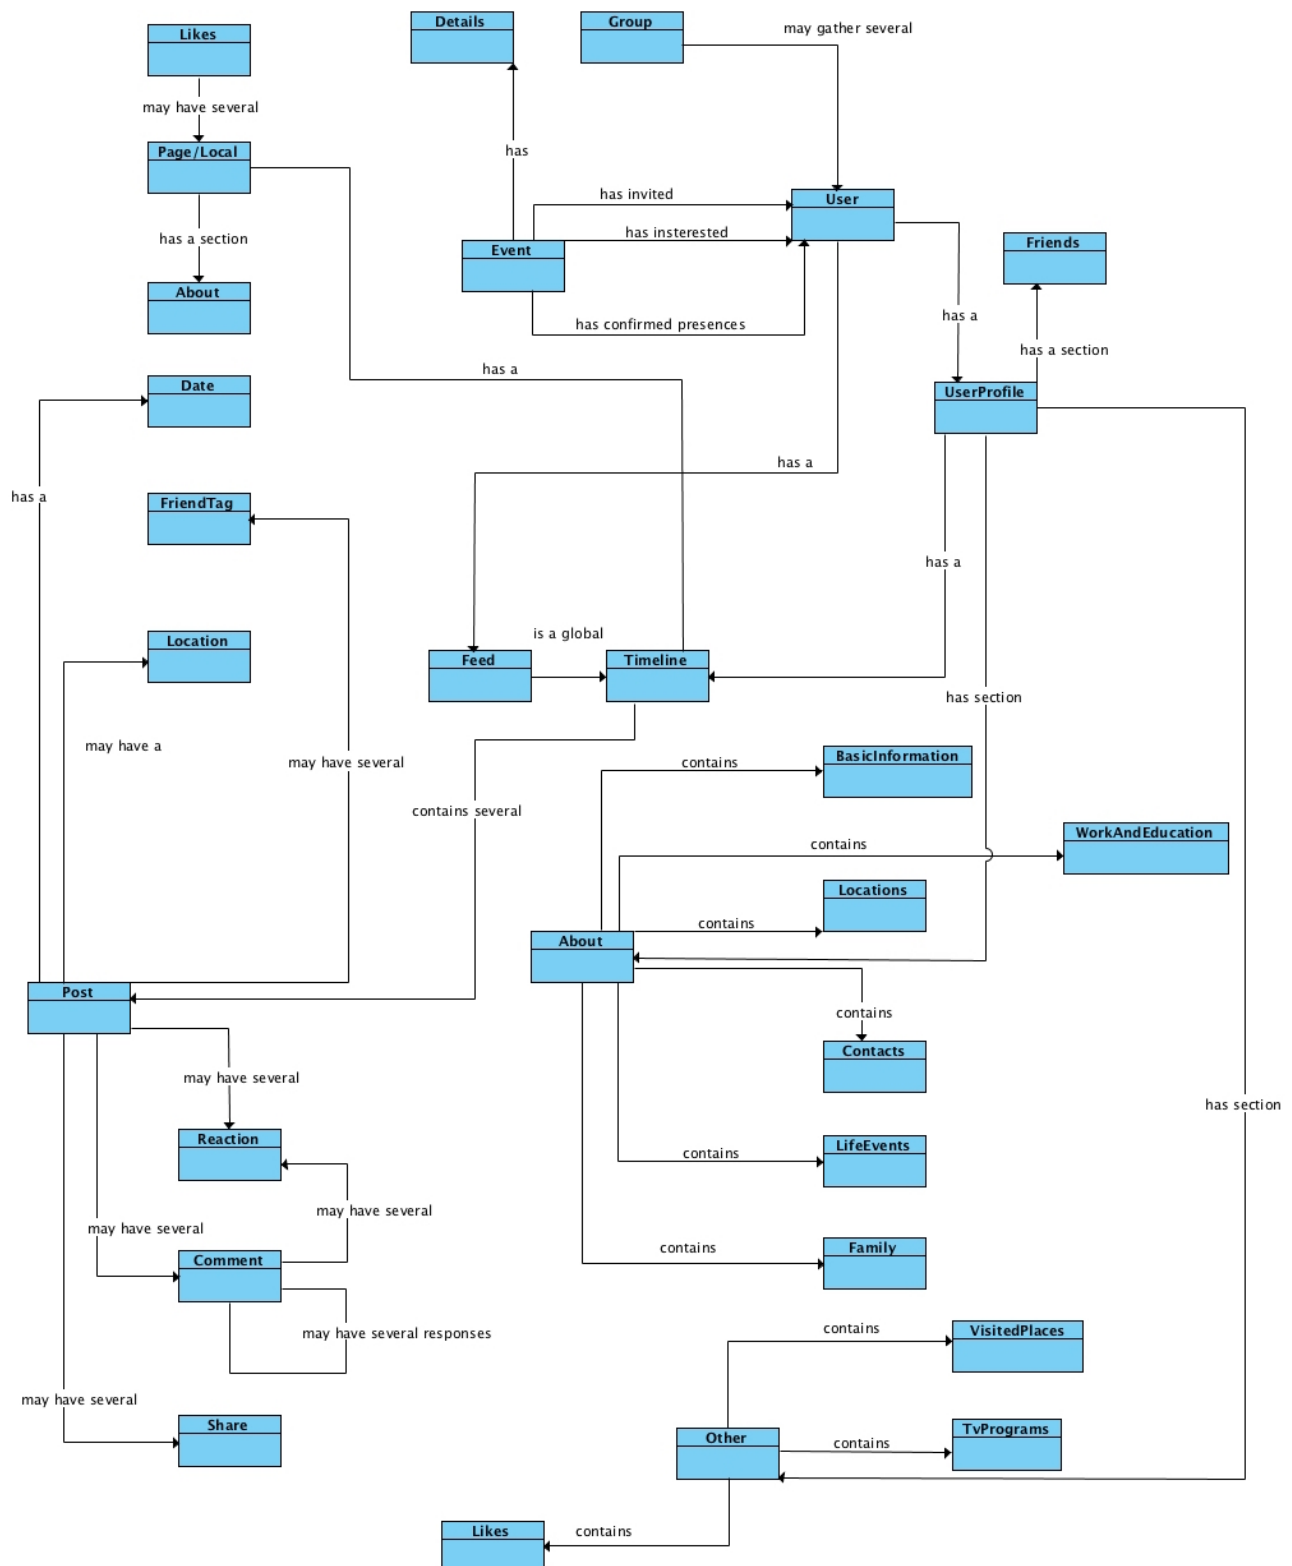 Details
Group
may gather several
Likes
may have several
Page/Local
has
has invited
User
has a section
has insterested
Friends
Event
About
has a
has confirmed presences
has a section
has a
Date
UserProfile
has a
has a
FriendTag
has a
is a global
Location
Feed
Timeline
has section
may have a
BasicInformation
contains
may have several
contains several
WorkAndEducation
contains
Locations
contains
About
Post
contains
Contacts
may have several
has section
Reaction
LifeEvents
contains
may have several
may have several
Family
contains
Comment
may have several responses
contains
VisitedPlaces
may have several
Share
TvPrograms
Other
contains
Likes
contains